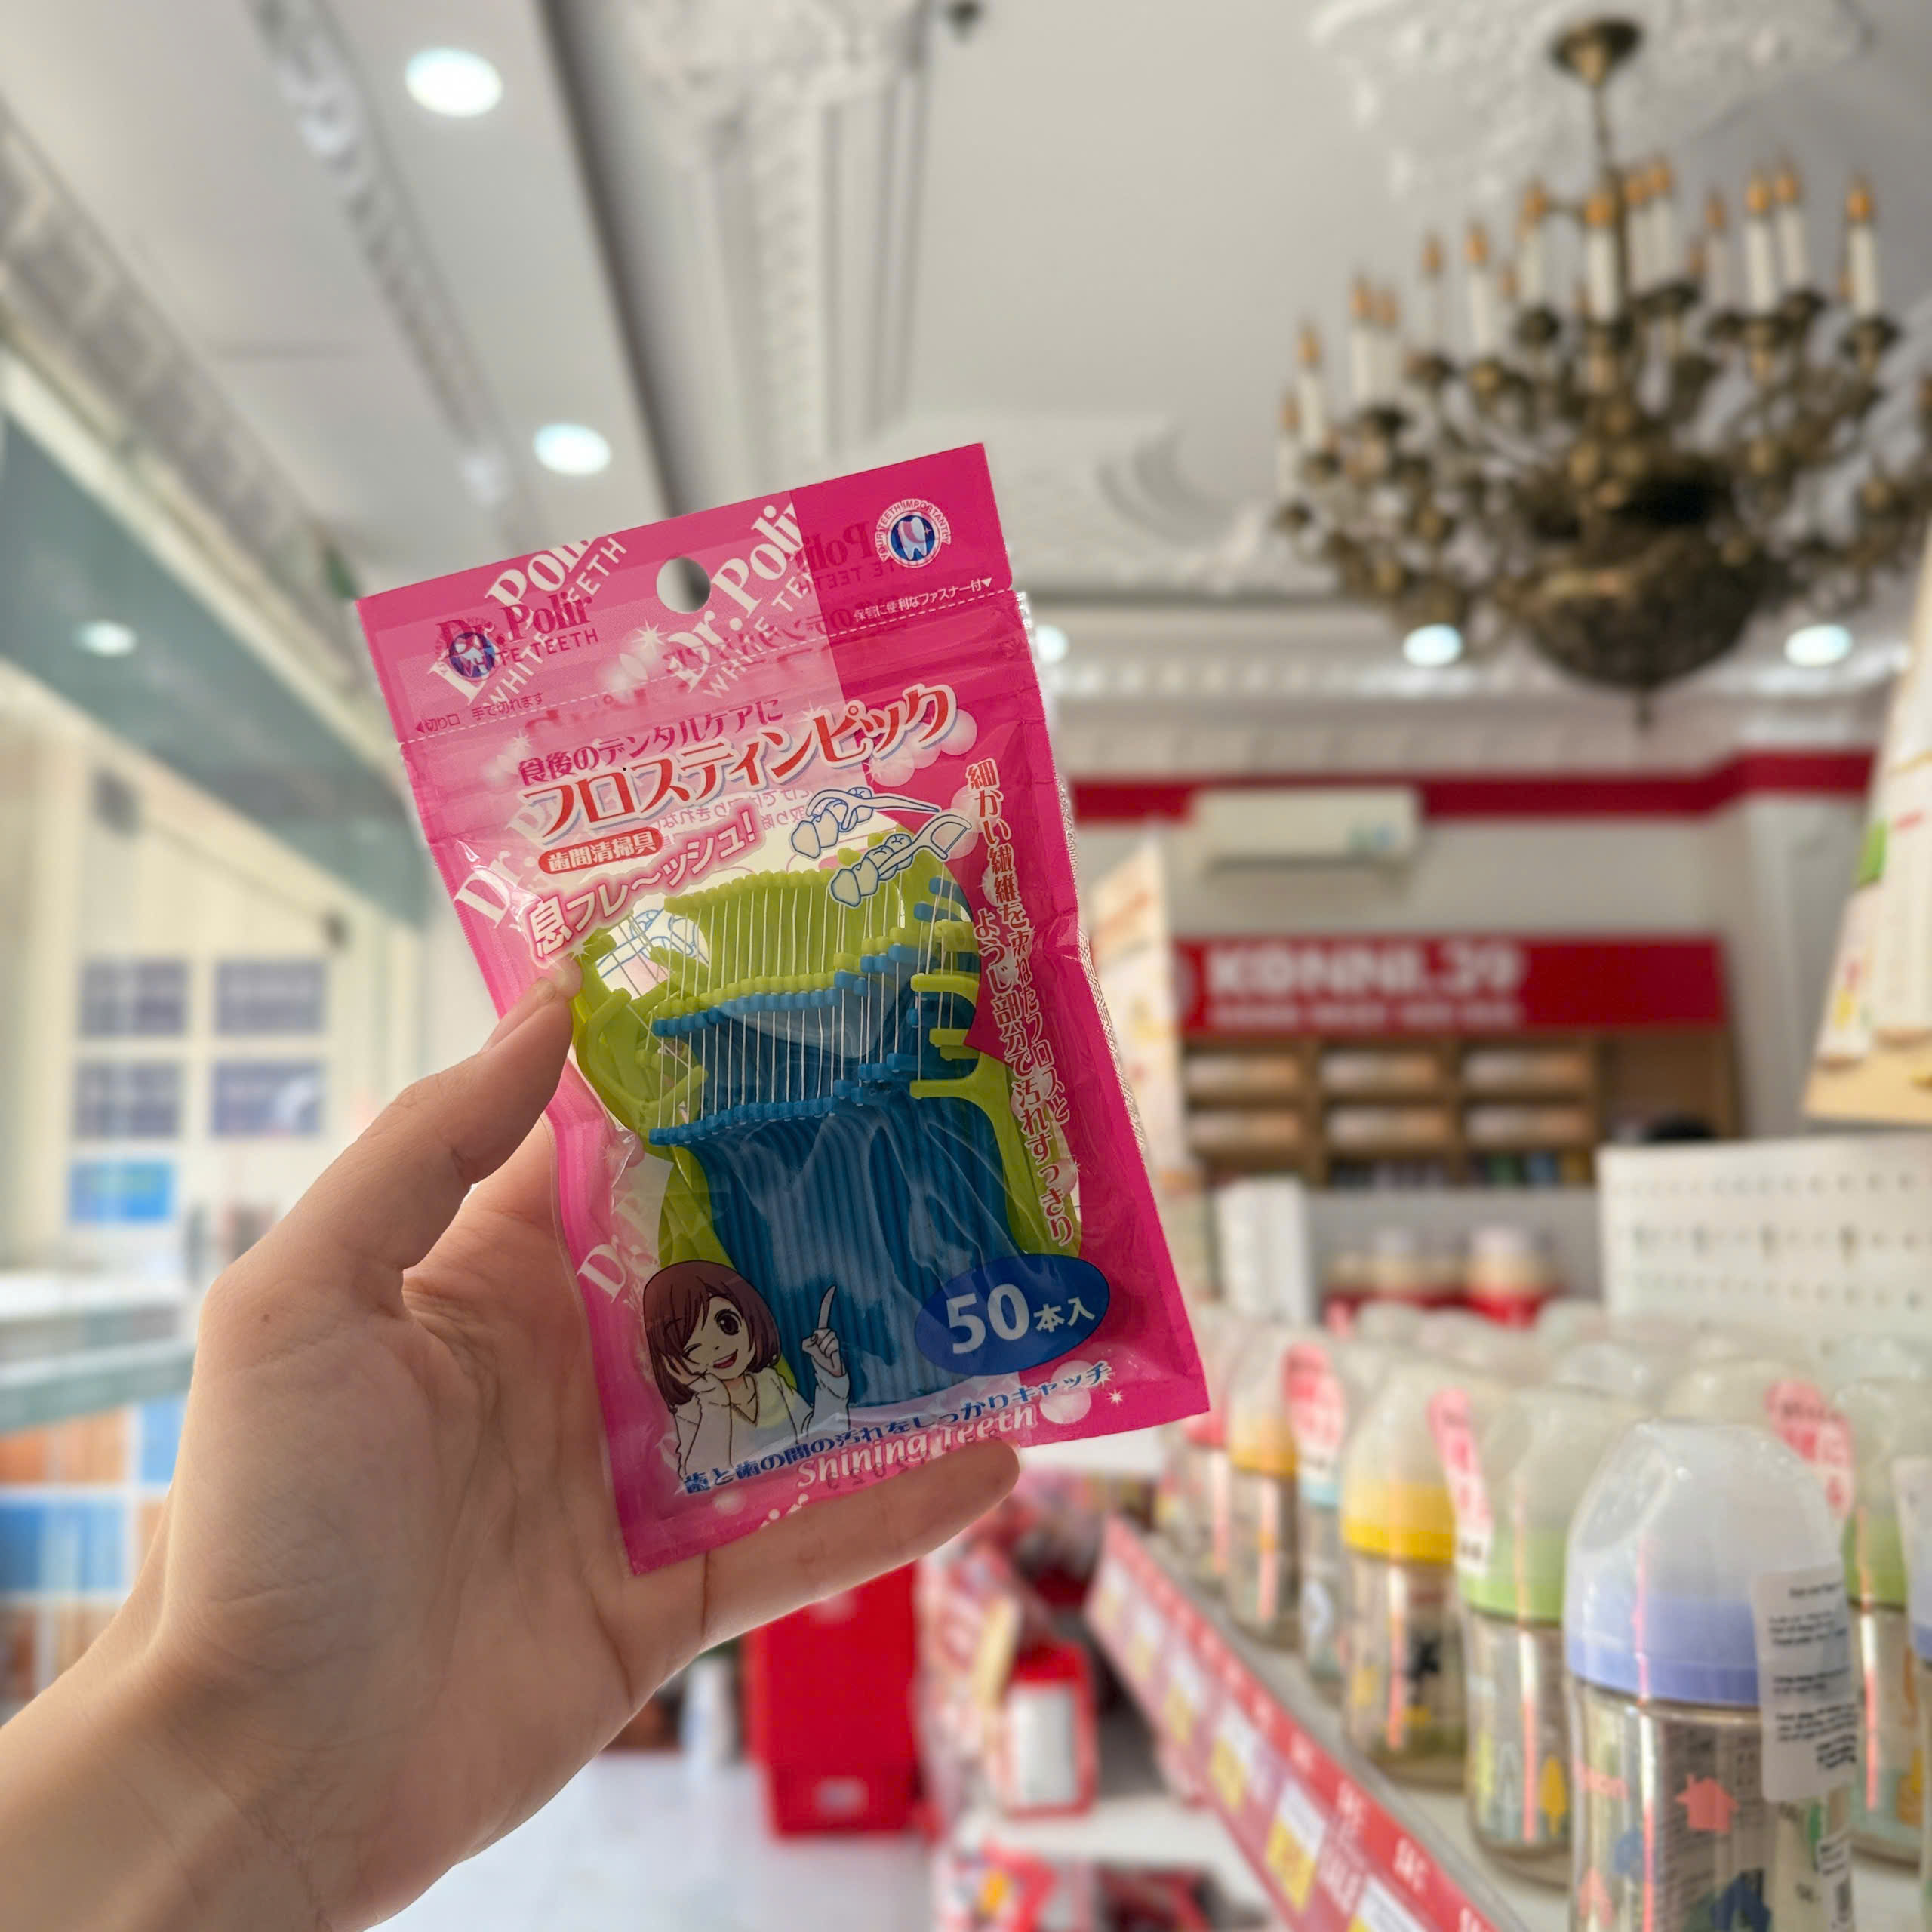 Dr.Polir
WHITE TEETH
Dr.Polir
WHITE TEETH
YOUR TEETH IMPORTANTLY
保管に便利なファスナー付▼
◀切り口 手で切れます
食後のデンタルケアに
フロスティンピック
歯間清掃具
息フレ〜ッシュ!
細かい繊維を束ねたフロスと
ようじ部分で汚れすっきり
50本入
歯と歯の間の汚れをしっかりキャッチ
Shining Teeth
KONNI.39